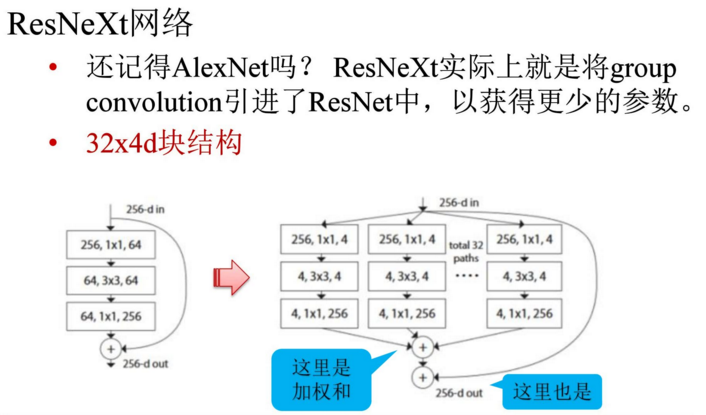 ResNeXt网络
• 还记得AlexNet吗？ ResNeXt实际上就是将group
convolution引进了ResNet中，以获得更少的参数。
• 32x4d块结构
256-d in
256, 1x1, 64
64, 3x3, 64
64, 1x1, 256
+
256-d out
256-d in
256, 1x1, 4
256, 1x1, 4
total 32
paths
256, 1x1, 4
4, 3x3, 4
4, 3x3, 4
....
4, 3x3, 4
4, 1x1, 256
4, 1x1, 256
4, 1x1, 256
+
+
256-d out
这里是
加权和
这里也是